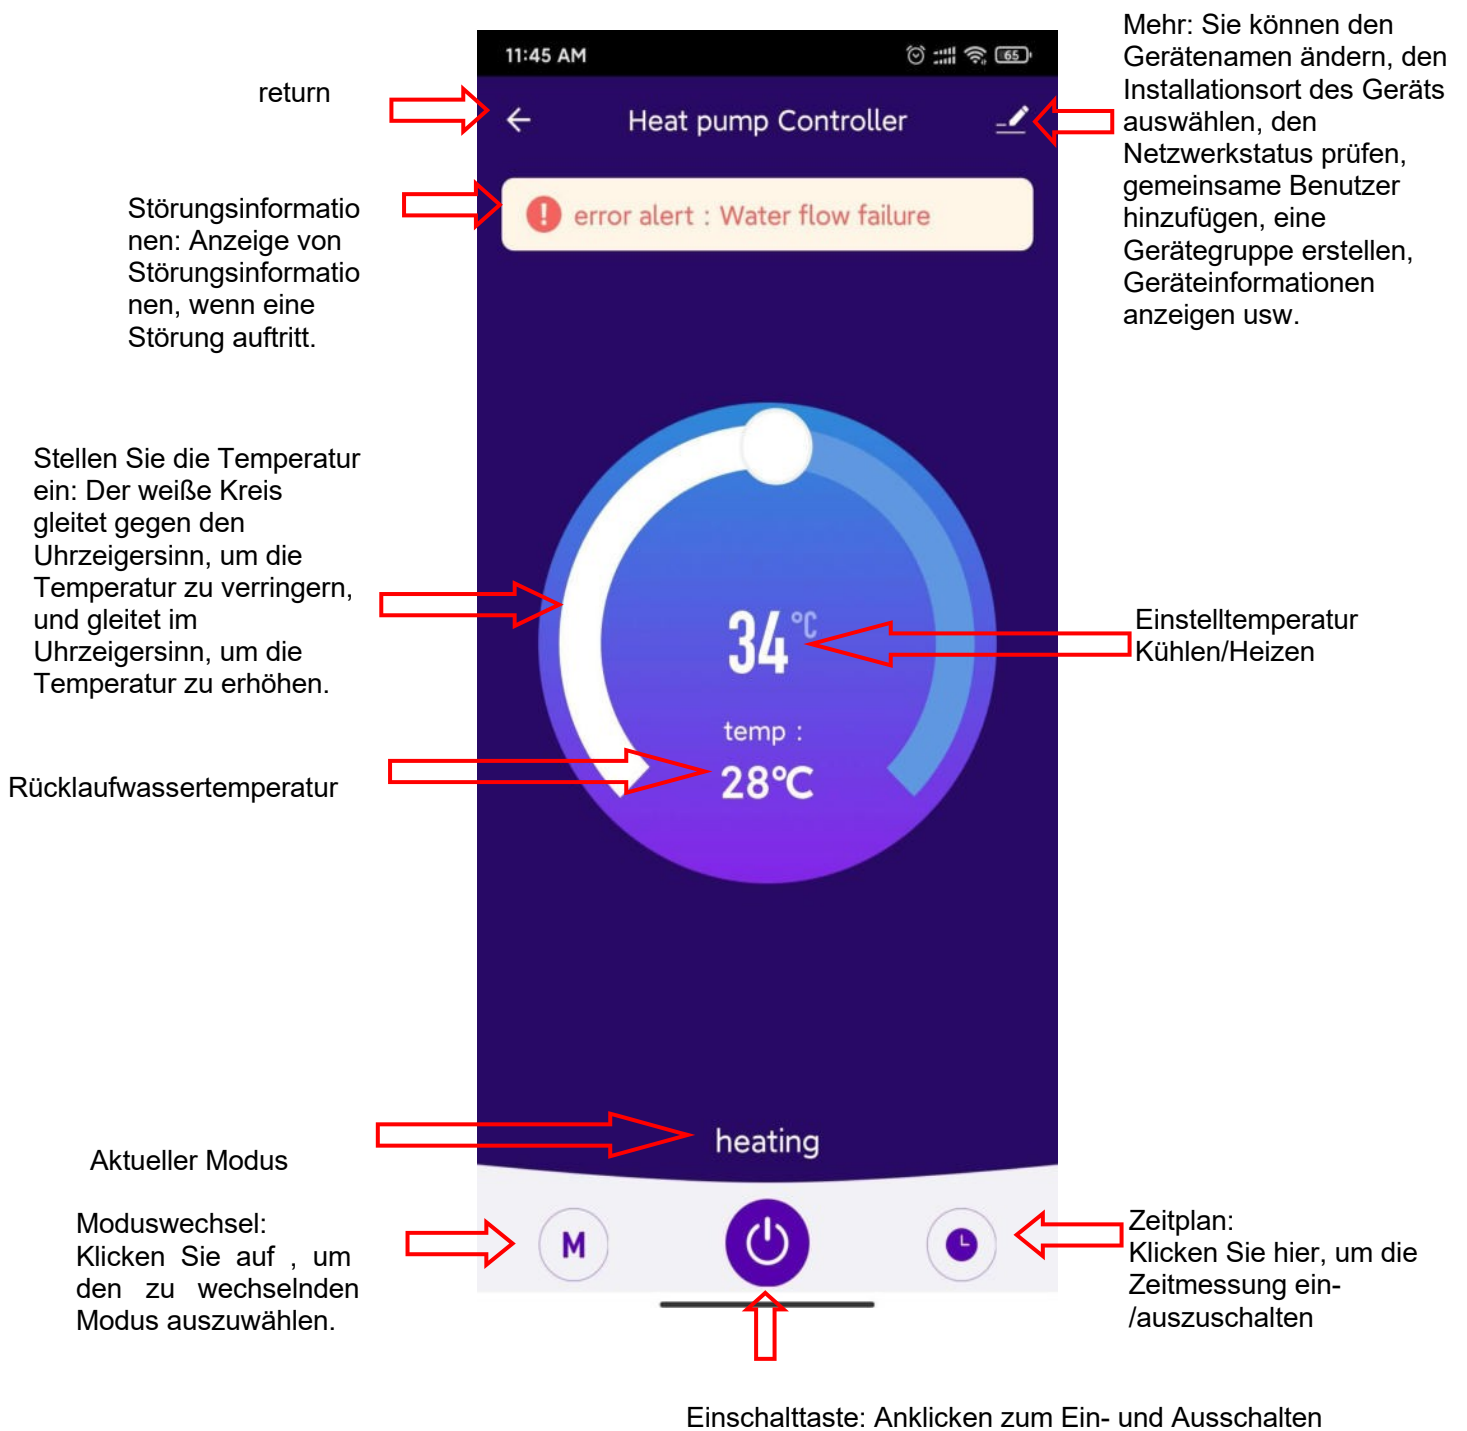 Mehr: Sie können den
Gerätenamen ändern, den
Installationsort des Geräts
auswählen, den
Netzwerkstatus prüfen,
gemeinsame Benutzer
hinzufügen, eine
Gerätegruppe erstellen,
Geräteinformationen
anzeigen usw.
11:45 AM
65
return
Heat pump Controller
Störungsinformatio
nen: Anzeige von
Störungsinformatio
nen, wenn eine
Störung auftritt.
error alert : Water flow failure
Stellen Sie die Temperatur
ein: Der weiße Kreis
gleitet gegen den
Uhrzeigersinn, um die
Temperatur zu verringern,
und gleitet im
Uhrzeigersinn, um die
Temperatur zu erhöhen.
34°C
Einstelltemperatur
Kühlen/Heizen
temp :
28°C
Rücklaufwassertemperatur
heating
Aktueller Modus
Moduswechsel:
Klicken Sie auf , um
den zu wechselnden
Modus auszuwählen.
M
Zeitplan:
Klicken Sie hier, um die
Zeitmessung ein-
/auszuschalten
Einschalttaste: Anklicken zum Ein- und Ausschalten